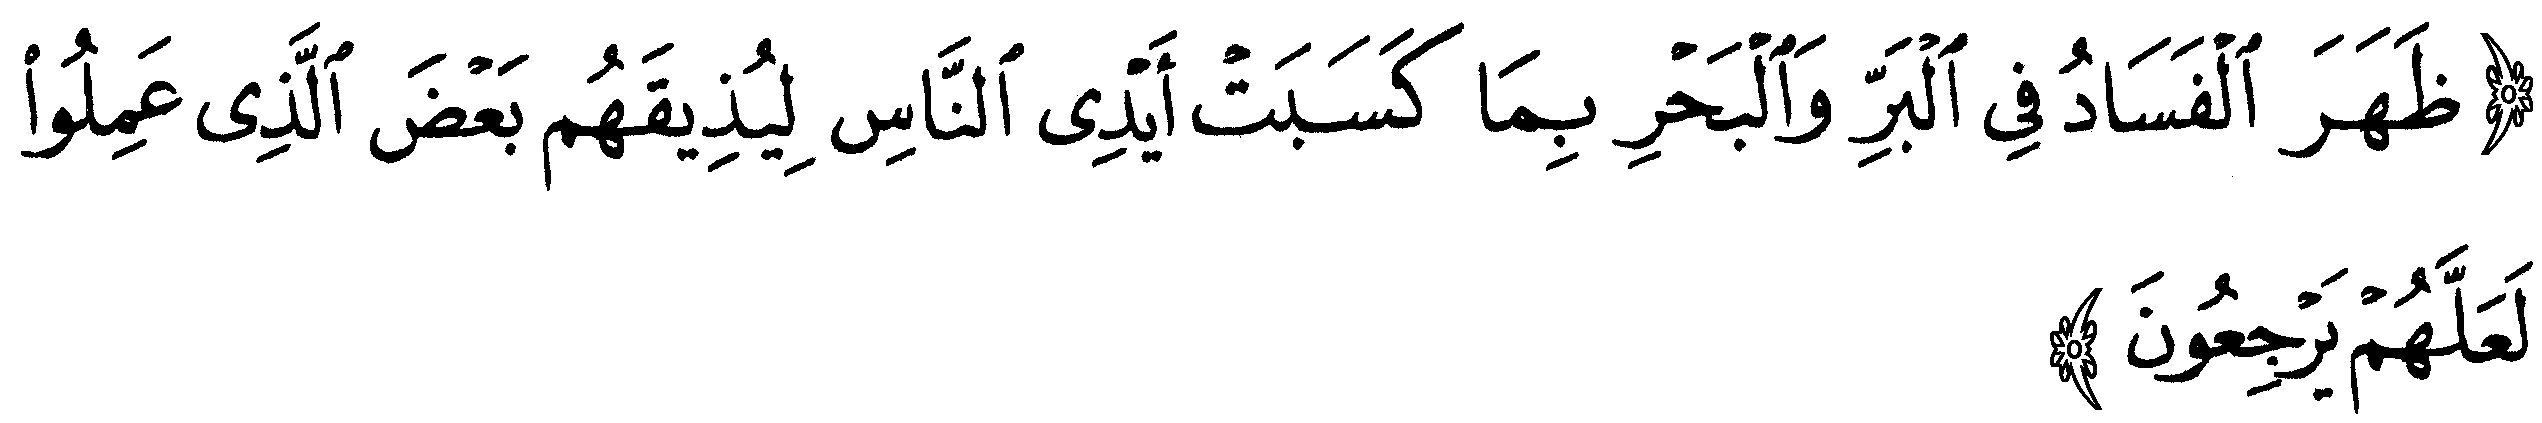 ﴿ ظَهَرَ ٱلْفَسَادُ فِى ٱلْبَرِّ وَٱلْبَحْرِ بِمَا كَسَبَتْ أَيْدِى ٱلنَّاسِ لِيُذِيقَهُم بَعْضَ ٱلَّذِى عَمِلُوا۟
لَعَلَّهُمْ يَرْجِعُونَ ﴾